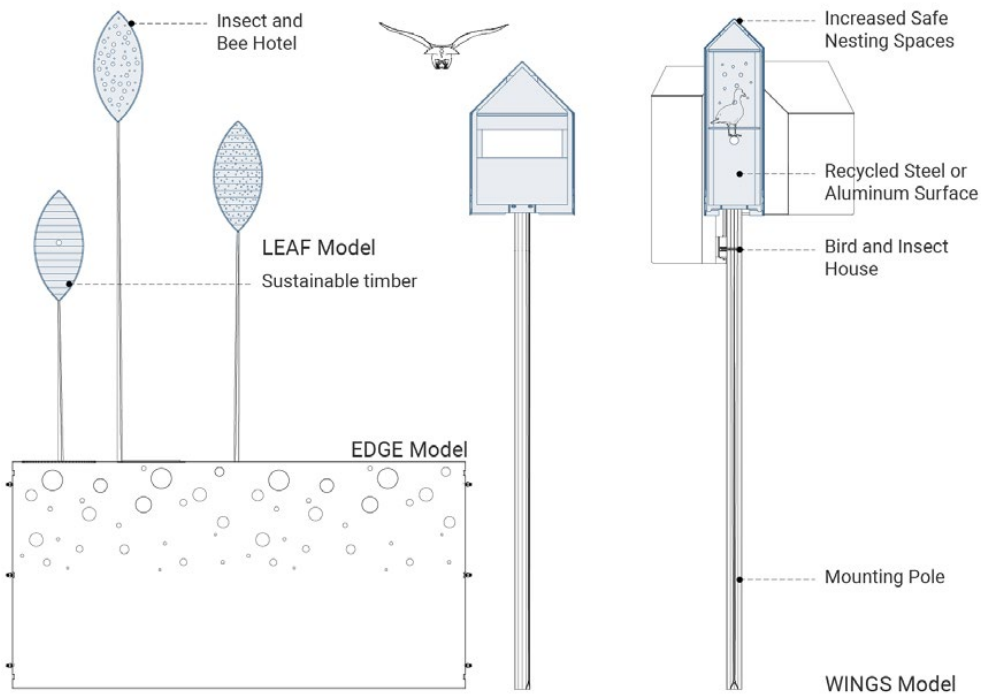 Insect and
Bee Hotel
LEAF Model
Sustainable timber
EDGE Model
Increased Safe
Nesting Spaces
Recycled Steel or
Aluminum Surface
Bird and Insect
House
Mounting Pole
WINGS Model